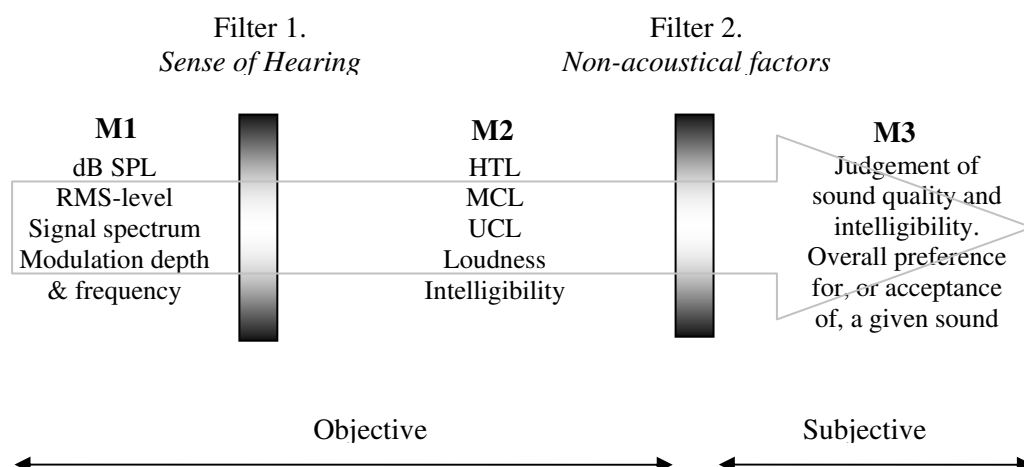 Filter 1.
Sense of Hearing
Filter 2.
Non-acoustical factors
M1
dB SPL
RMS-level
Signal spectrum
Modulation depth
& frequency
M2
HTL
MCL
UCL
Loudness
Intelligibility
M3
Judgement of
sound quality and
intelligibility.
Overall preference
for, or acceptance
of, a given sound
Objective
Subjective